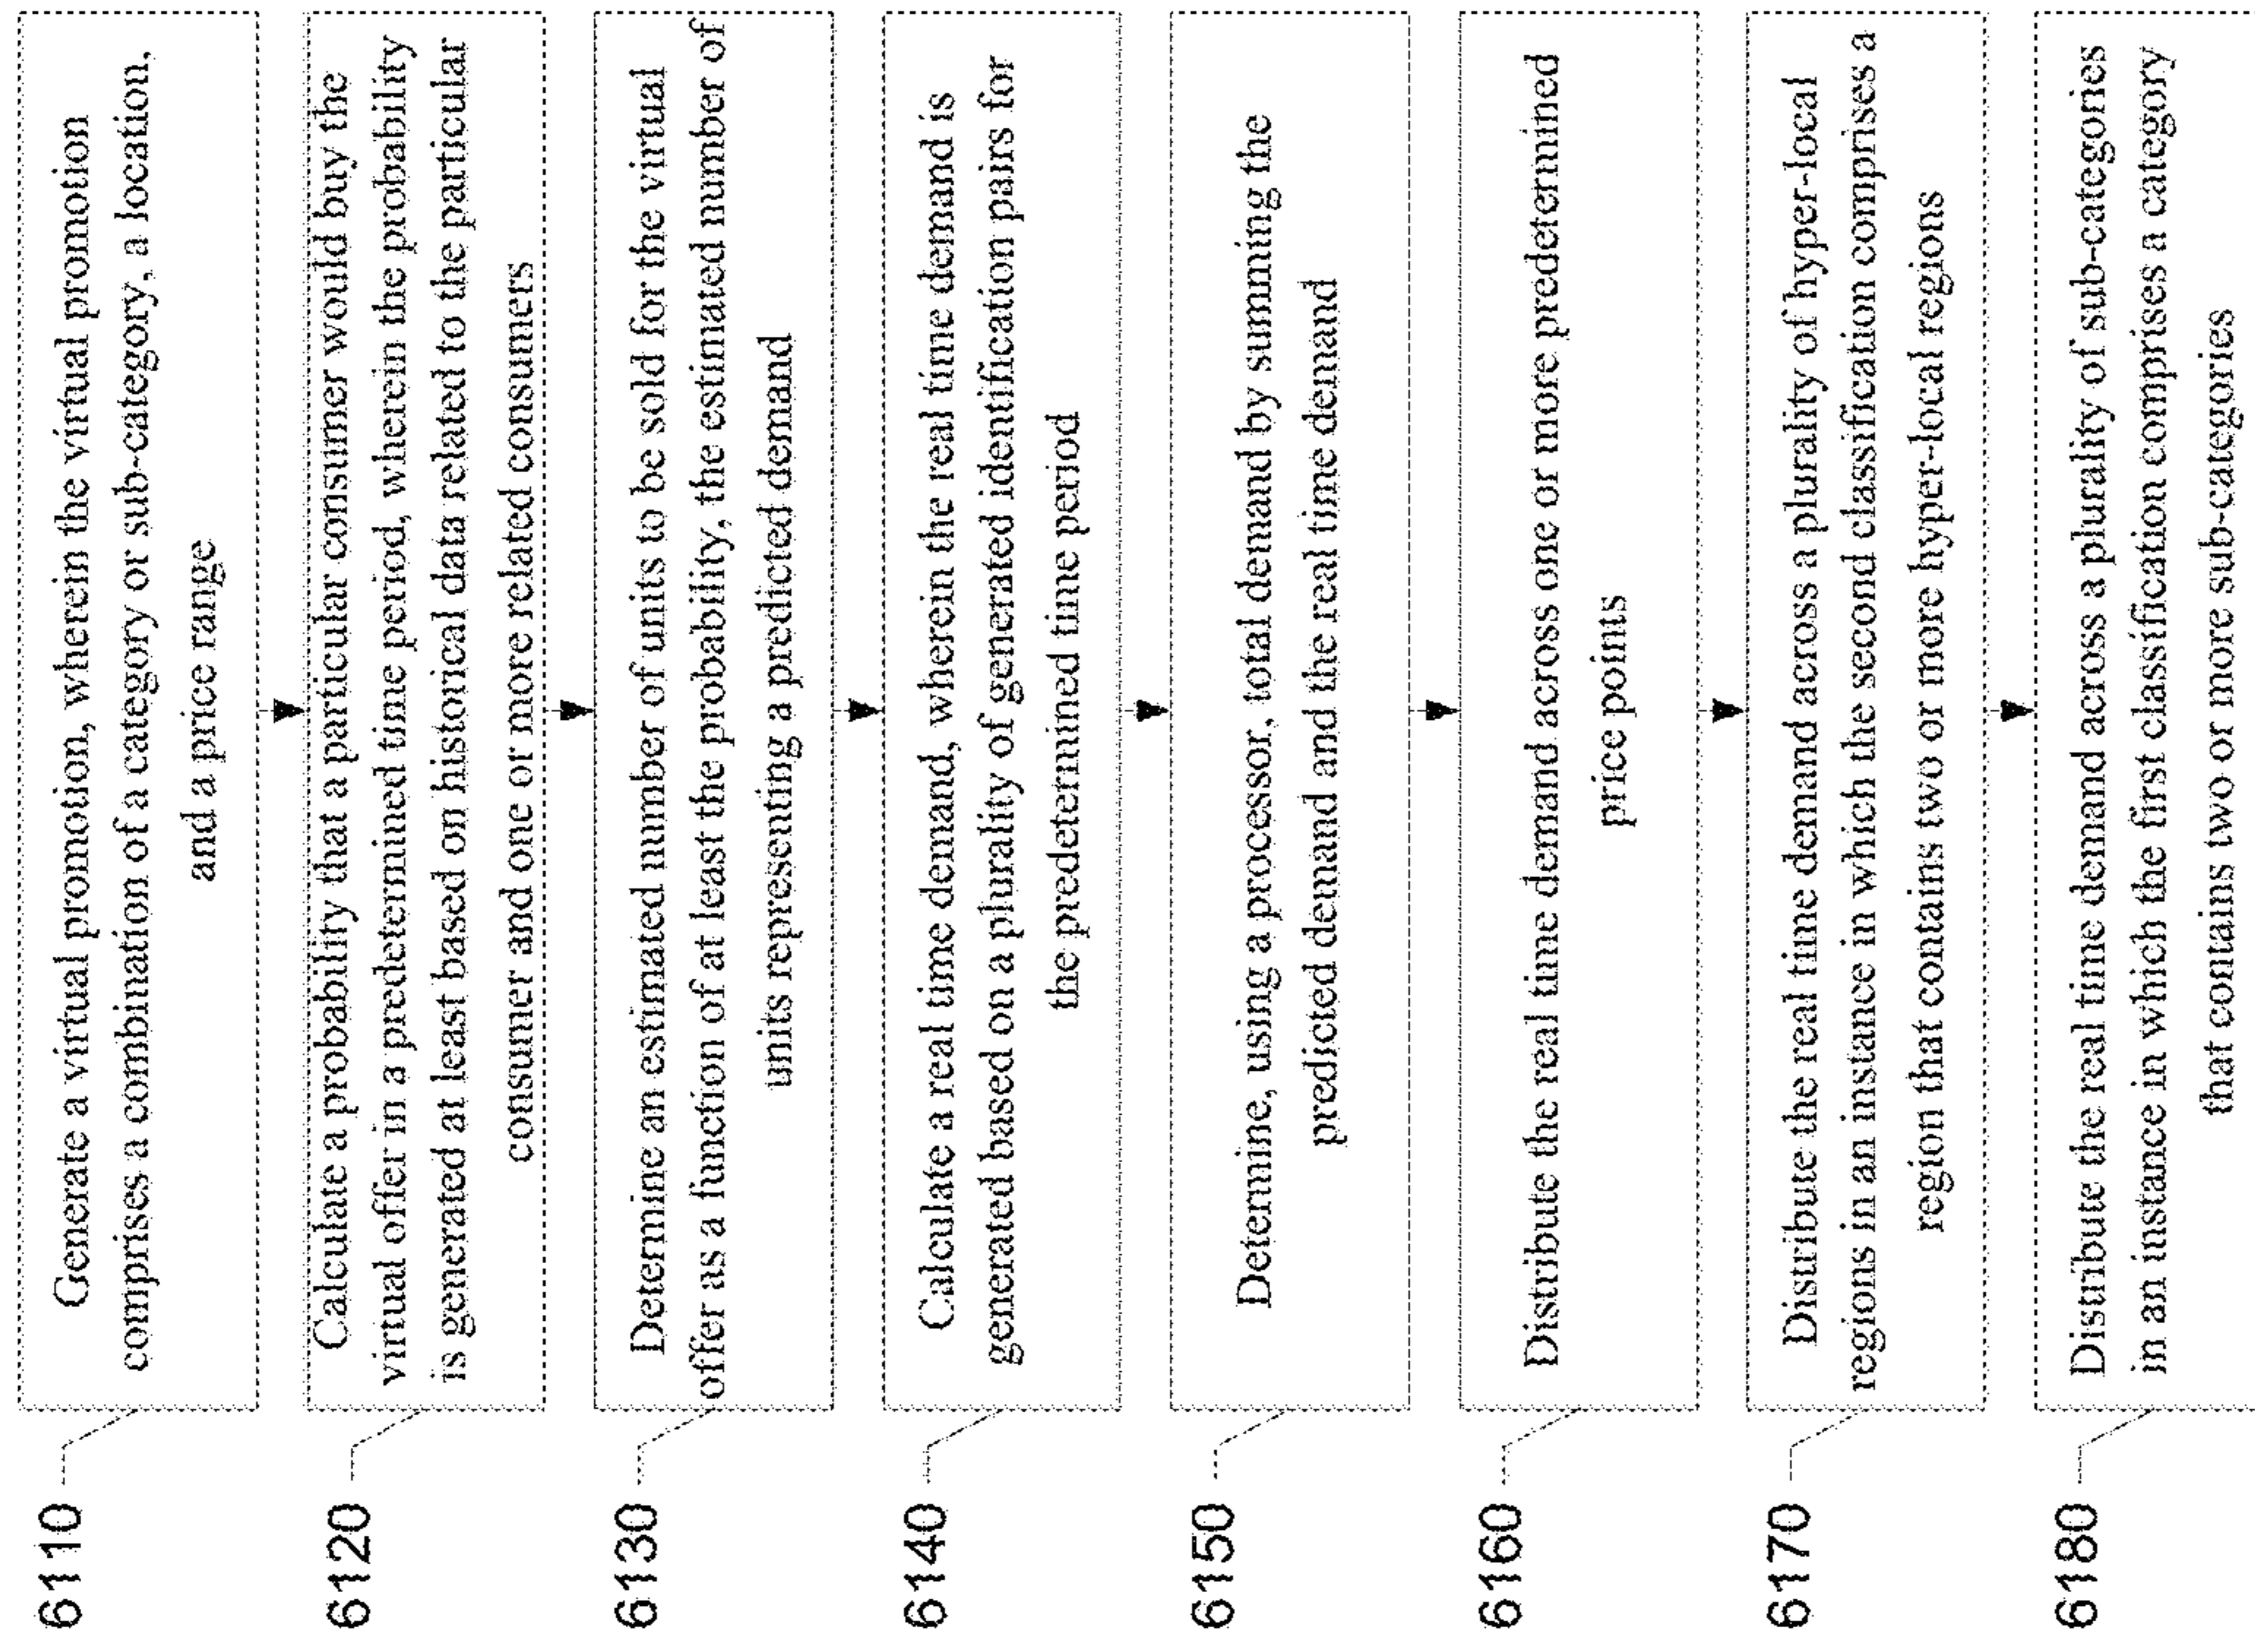 6110
Generate a virtual promotion, wherein the virtual promotion
comprises a combination of a category or sub-category, a location,
and a price range
6120
Calculate a probability that a particular consumer would buy the
virtual offer in a predetermined time period, wherein the probability
is generated at least based on historical data related to the particular
consumer and one or more related consumers
6130
Determine an estimated number of units to be sold for the virtual
offer as a function of at least the probability, the estimated number of
units representing a predicted demand
6140
Calculate a real time demand, wherein the real time demand is
generated based on a plurality of generated identification pairs for
the predetermined time period
6150
Determine, using a processor, total demand by summing the
predicted demand and the real time demand
6160
Distribute the real time demand across one or more predetermined
price points
6170
Distribute the real time demand across a plurality of hyper-local
regions in an instance in which the second classification comprises a
region that contains two or more hyper-local regions
6180
Distribute the real time demand across a plurality of sub-categories
in an instance in which the first classification comprises a category
that contains two or more sub-categories